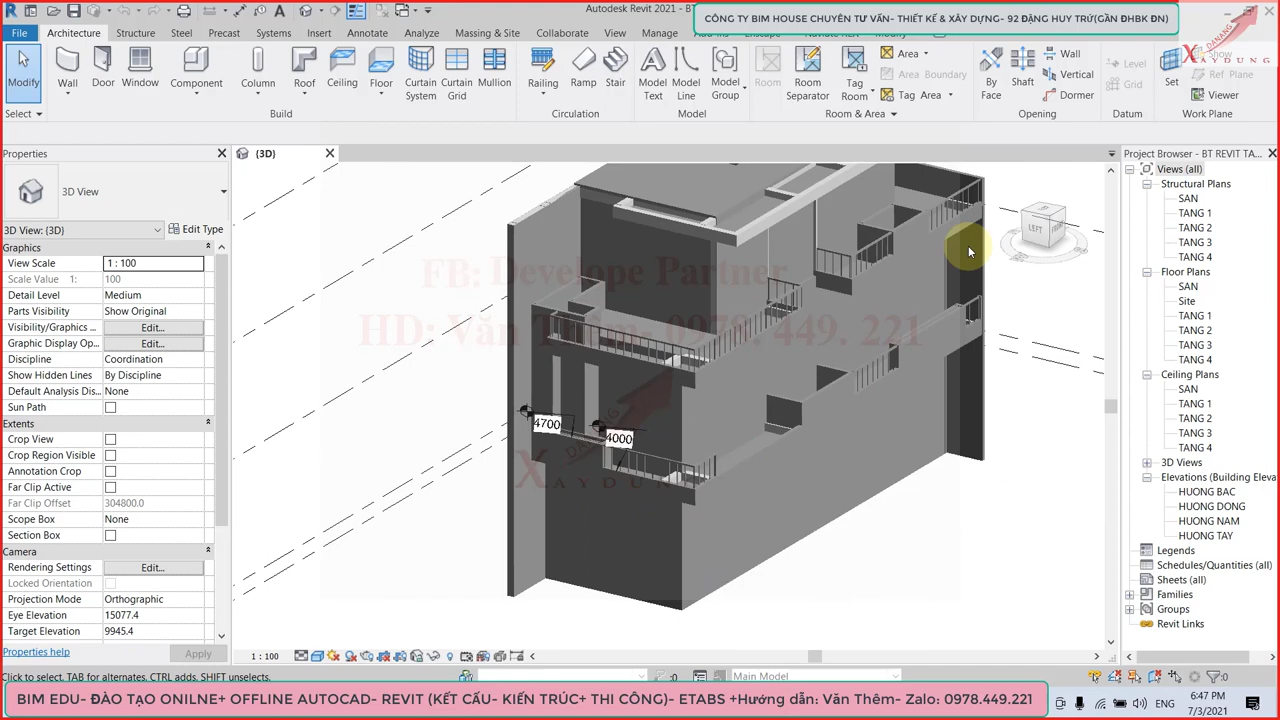 Autodesk Revit 2021 - BT
CÔNG TY BIM HOUSE CHUYÊN TƯ VẤN- THIẾT KẾ & XÂY DỰNG- 92 ĐẶNG HUY TRỨ(GẦN ĐHBK ĐN)
File Architecture Structure Steel Precast Systems Insert Annotate Analyze Massing & Site Collaborate View Manage
DANANG
XAYDUNG
Modify Wall Door Window Component Column Roof Ceiling Floor Curtain System Curtain Grid Mullion Railing Ramp Stair Model Text Model Line Model Group Room Room Separator Tag Room Area Area Boundary Tag Area By Face Shaft Wall Vertical Dormer Level Grid Set Show Ref Plane Viewer
Select Build Circulation Model Room & Area Opening Datum Work Plane
Properties
(3D)
Project Browser - BT REVIT TA...
3D View
3D View: {3D} Edit Type
Graphics
View Scale 1 : 100
Scale Value 1: 100
Detail Level Medium
Parts Visibility Show Original
Visibility/Graphics ... Edit...
Graphic Display Op... Edit...
Discipline Coordination
Show Hidden Lines By Discipline
Default Analysis Dis... None
Sun Path
Extents
Crop View
Crop Region Visible
Annotation Crop
Far Clip Active
Far Clip Offset 304800.0
Scope Box None
Section Box
Camera
Rendering Settings Edit...
Locked Orientation
Projection Mode Orthographic
Eye Elevation 15077.4
Target Elevation 9945.4
Properties help Apply
LEFT
FB: Develope Partner
HD: Văn Thêm- 0978. 449. 221
4700
4000
XAYDUNG
Views (all)
Structural Plans
SAN
TANG 1
TANG 2
TANG 3
TANG 4
Floor Plans
SAN
Site
TANG 1
TANG 2
TANG 3
TANG 4
Ceiling Plans
SAN
TANG 1
TANG 2
TANG 3
TANG 4
3D Views
Elevations (Building Eleva
HUONG BAC
HUONG DONG
HUONG NAM
HUONG TAY
Legends
Schedules/Quantities (all)
Sheets (all)
Families
Groups
Revit Links
1 : 100
Click to select, TAB for alternates, CTRL adds, SHIFT unselects.
:0 Main Model :0
BIM EDU- ĐÀO TẠO ONILNE+ OFFLINE AUTOCAD- REVIT (KẾT CẤU- KIẾN TRÚC+ THI CÔNG)- ETABS +Hướng dẫn: Văn Thêm- Zalo: 0978.449.221
ENG
6:47 PM
7/3/2021